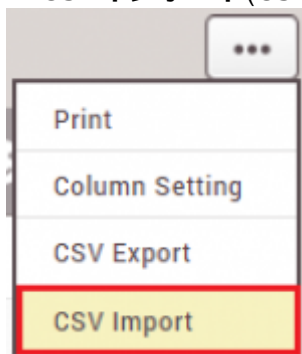 •••
Print
Column Setting
CSV Export
CSV Import